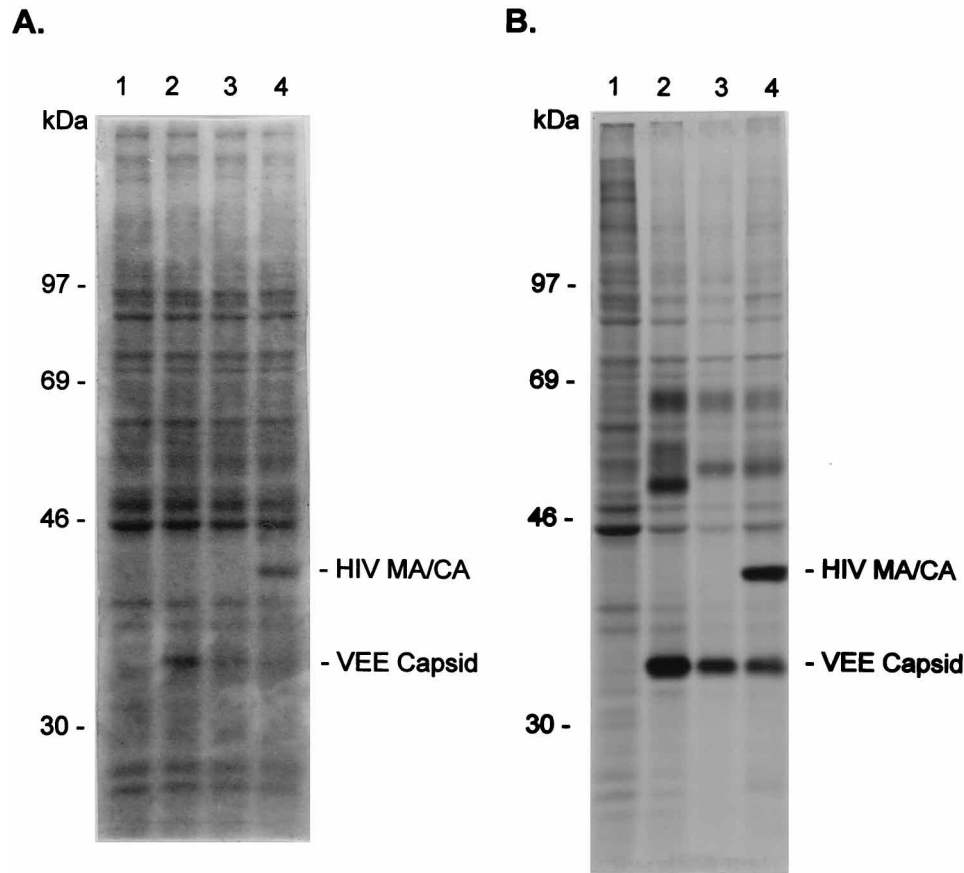 A.
1 2 3 4
kDa
97 -
69 -
46 -
- HIV MA/CA
- VEE Capsid
30 -
B.
1 2 3 4
kDa
97 -
69 -
46 -
- HIV MA/CA
- VEE Capsid
30 -